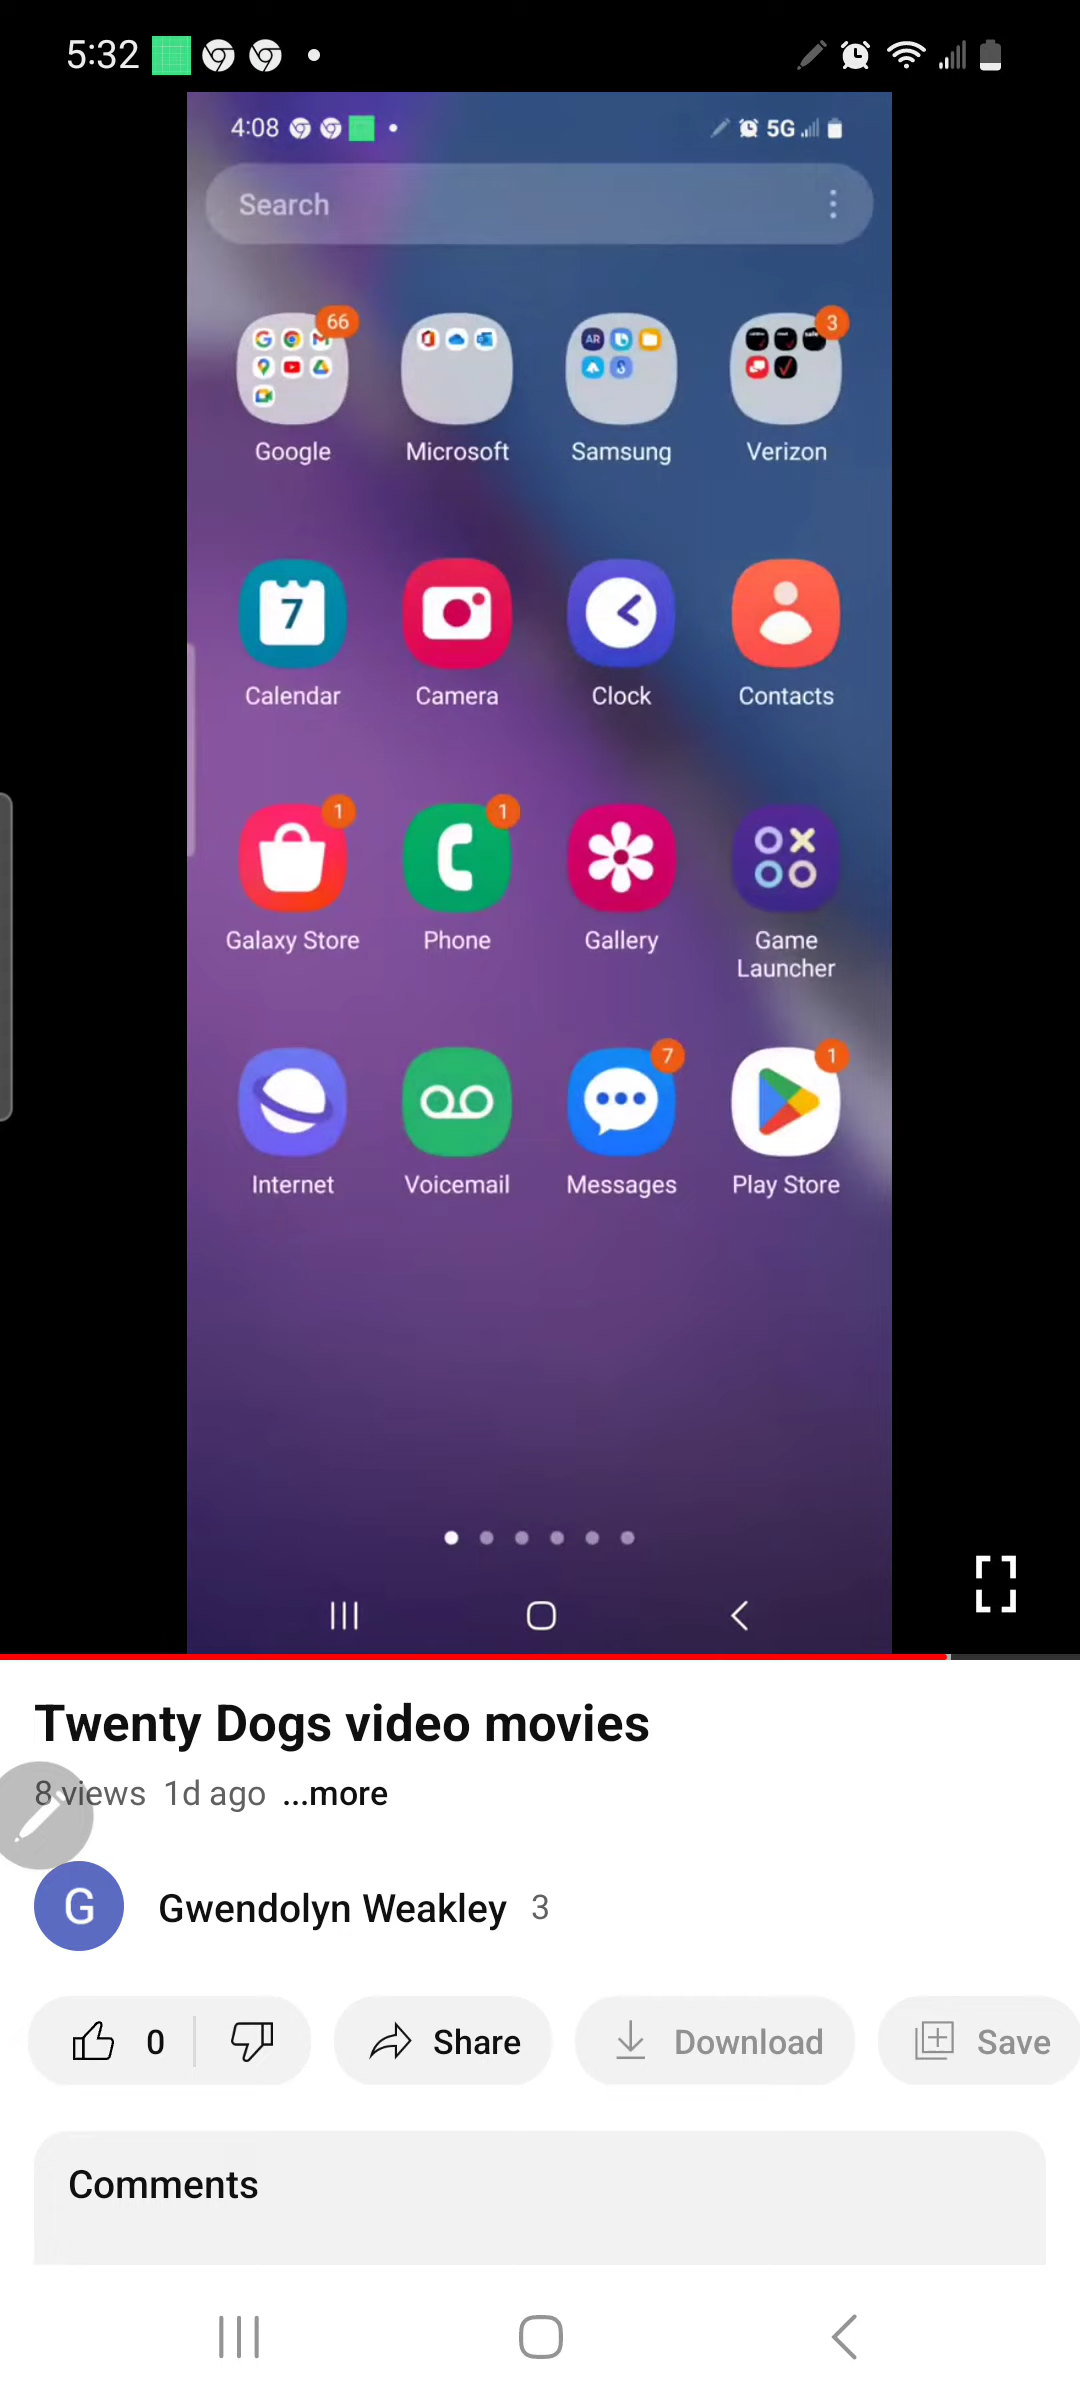 5:32
4:08
5G
Search
66
3
Google
Microsoft
Samsung
Verizon
AR
7
Calendar
Camera
Clock
Contacts
1
1
Galaxy Store
Phone
Gallery
Game
Launcher
7
1
Internet
Voicemail
Messages
Play Store
Twenty Dogs video movies
8 views 1d ago ...more
G
Gwendolyn Weakley 3
0
Share
Download
Save
Comments